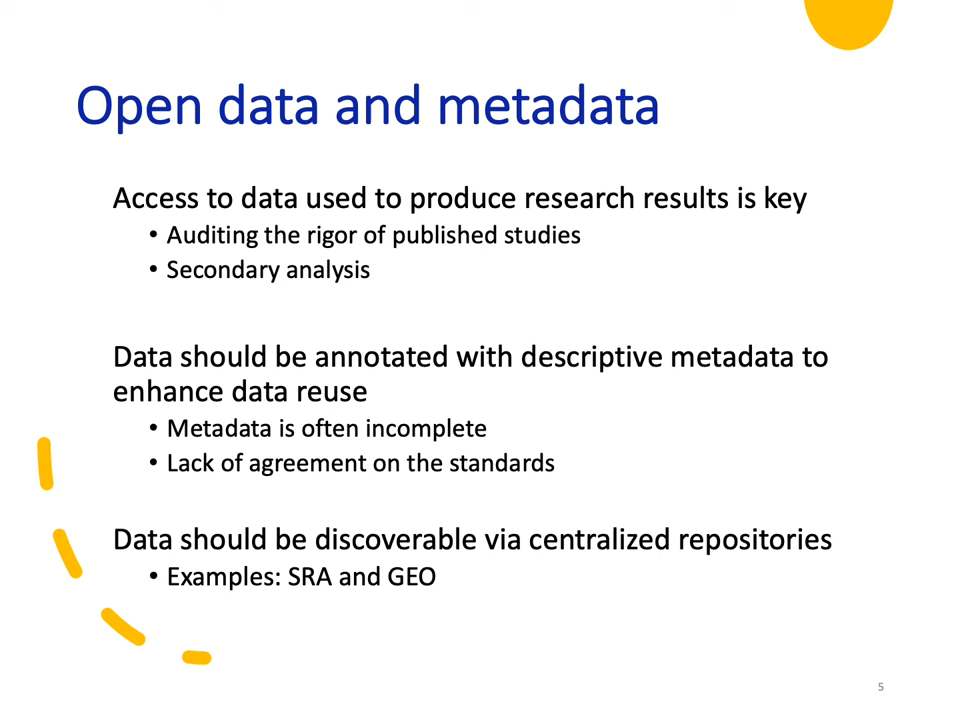 Open data and metadata
Access to data used to produce research results is key
• Auditing the rigor of published studies
• Secondary analysis
Data should be annotated with descriptive metadata to
enhance data reuse
• Metadata is often incomplete
• Lack of agreement on the standards
Data should be discoverable via centralized repositories
• Examples: SRA and GEO
5